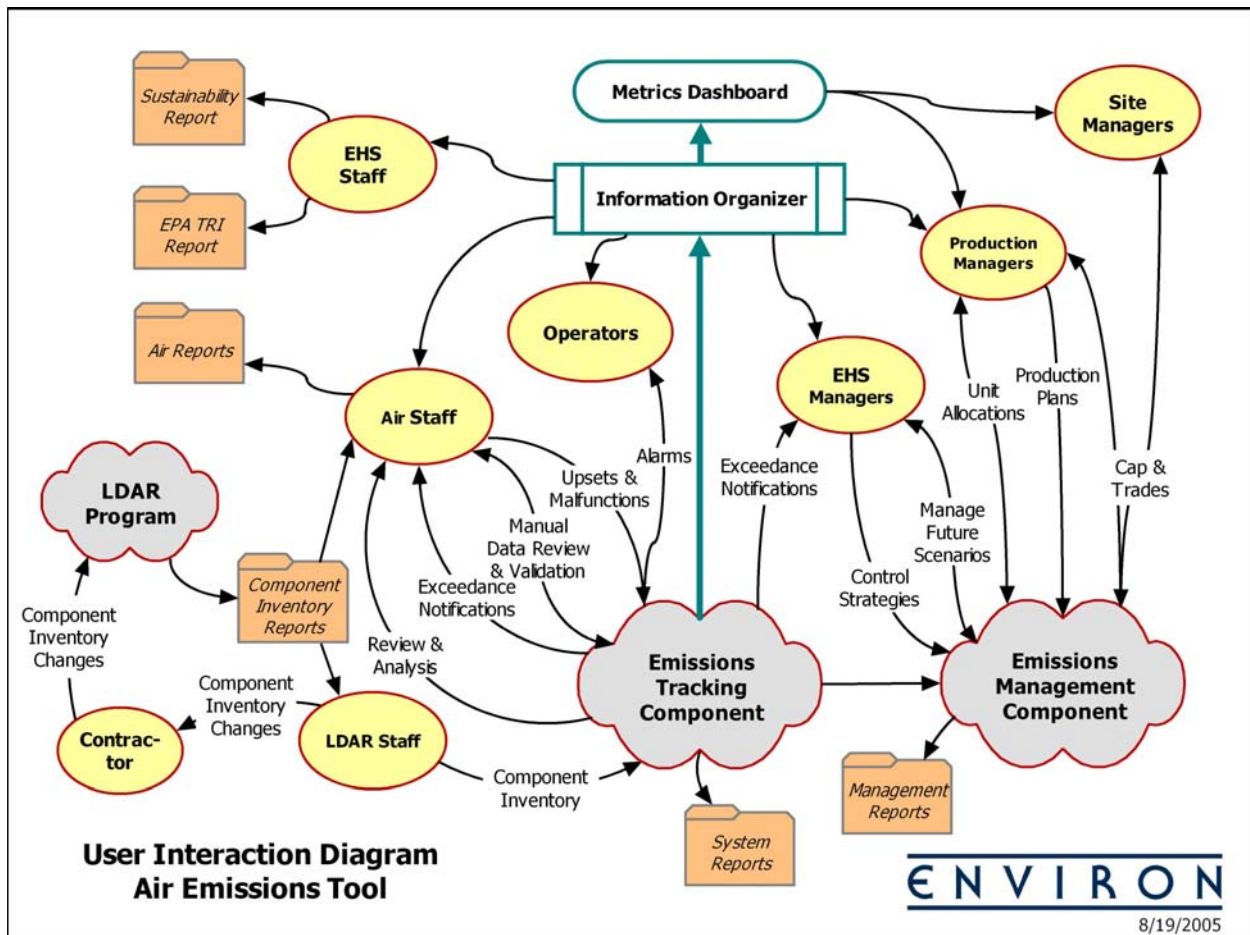 Metrics Dashboard
Sustainability
Report
EHS
Staff
Site
Managers
Information Organizer
EPA TRI
Report
Production
Managers
Operators
Air Reports
EHS
Managers
Air Staff
Unit
Allocations
Production
Plans
Alarms
Upsets &
Malfunctions
Exceedance
Notifications
Cap &
Trades
LDAR
Program
Manual
Data Review
& Validation
Manage
Future
Scenarios
Component
Inventory
Reports
Exceedance
Notifications
Control
Strategies
Component
Inventory
Changes
Review &
Analysis
Emissions
Tracking
Component
Emissions
Management
Component
Component
Inventory
Changes
Contrac-
tor
LDAR Staff
Component
Inventory
Management
Reports
System
Reports
User Interaction Diagram
Air Emissions Tool
ENVIRON
8/19/2005